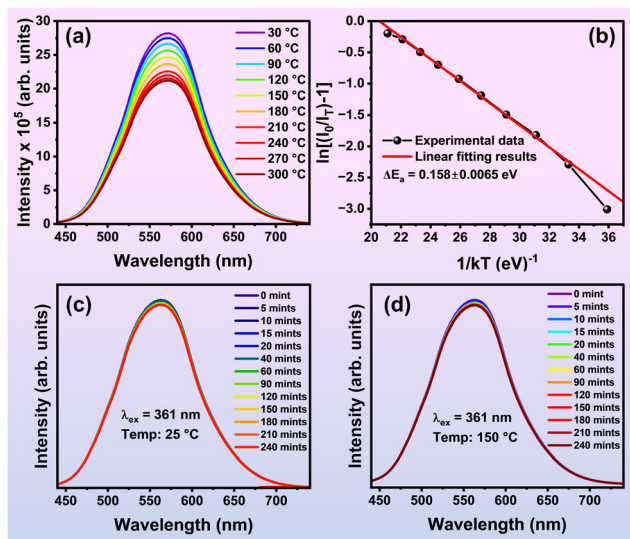 (a)
30 °C
60 °C
90 °C
120 °C
150 °C
180 °C
210 °C
240 °C
270 °C
300 °C
Intensity x 10⁵ (arb. units)
30
25
20
15
10
5
0
450 500 550 600 650 700
Wavelength (nm)
(b)
ln[(I₀/I_T)-1]
0.0
-0.5
-1.0
-1.5
-2.0
-2.5
-3.0
Experimental data
Linear fitting results
ΔEₐ = 0.158±0.0065 eV
20 22 24 26 28 30 32 34 36
1/kT (eV)⁻¹
(c)
0 mint
5 mints
10 mints
15 mints
20 mints
40 mints
60 mints
90 mints
120 mints
150 mints
180 mints
210 mints
240 mints
λex = 361 nm
Temp: 25 °C
Intensity (arb. units)
450 500 550 600 650 700
Wavelength (nm)
(d)
0 mint
5 mints
10 mints
15 mints
20 mints
40 mints
60 mints
90 mints
120 mints
150 mints
180 mints
210 mints
240 mints
λex = 361 nm
Temp: 150 °C
Intensity (arb. units)
450 500 550 600 650 700
Wavelength (nm)